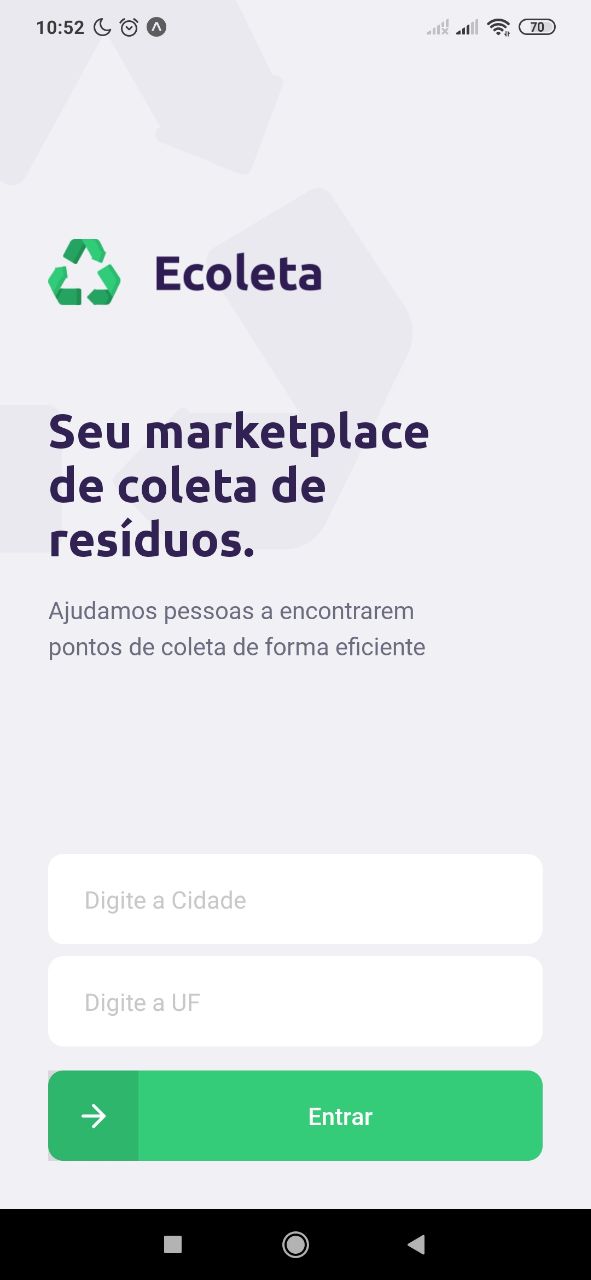 10:52
70
Ecoleta
Seu marketplace
de coleta de
resíduos.
Ajudamos pessoas a encontrarem
pontos de coleta de forma eficiente
Digite a Cidade
Digite a UF
Entrar